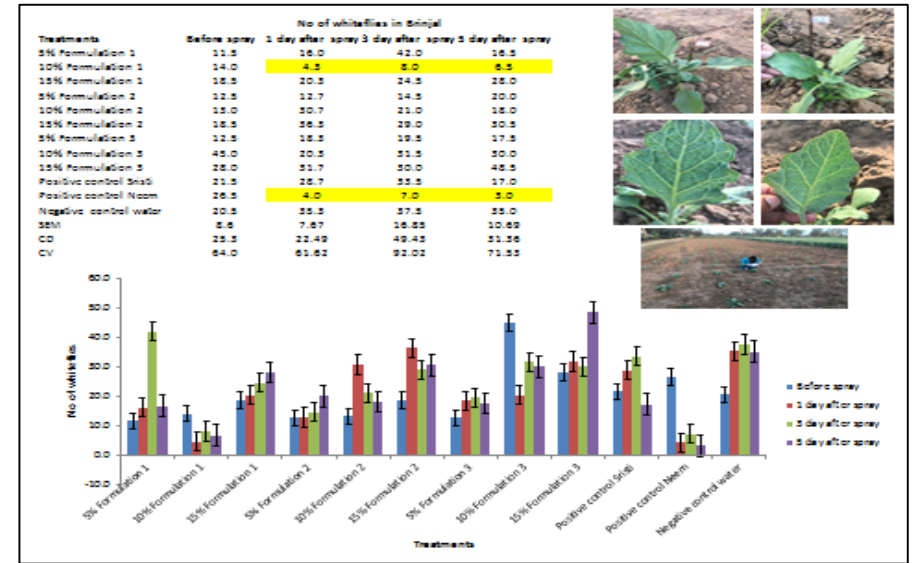 No of whiteflies in Brinjal
Treatments Before spray 1 day after spray 3 day after spray 5 day after spray
5% Formulation 1 11.5 16.0 42.0 16.5
10% Formulation 1 14.0 4.3 8.0 6.5
15% Formulation 1 18.5 20.3 24.5 28.0
5% Formulation 2 12.5 12.7 14.5 20.0
10% Formulation 2 13.0 30.7 21.0 18.0
15% Formulation 2 18.5 36.3 29.0 30.5
5% Formulation 3 12.5 18.3 19.5 17.5
10% Formulation 3 45.0 20.3 31.5 30.0
15% Formulation 3 28.0 31.7 30.0 48.5
Positive control Sristi 21.5 28.7 33.5 17.0
Positive control Neem 26.5 4.0 7.0 3.0
Negative control water 20.5 35.3 37.5 35.0
SEM 8.6 7.67 16.85 10.69
CD 25.3 22.49 49.43 31.36
CV 64.0 61.62 92.02 71.53
60.0
50.0
40.0
30.0
20.0
10.0
0.0
-10.0
No of whiteflies
5% Formulation 1
10% Formulation 1
15% Formulation 1
5% Formulation 2
10% Formulation 2
15% Formulation 2
5% Formulation 3
10% Formulation 3
15% Formulation 3
Positive control Sristi
Positive control Neem
Negative control water
Treatments
Before spray
1 day after spray
3 day after spray
5 day after spray